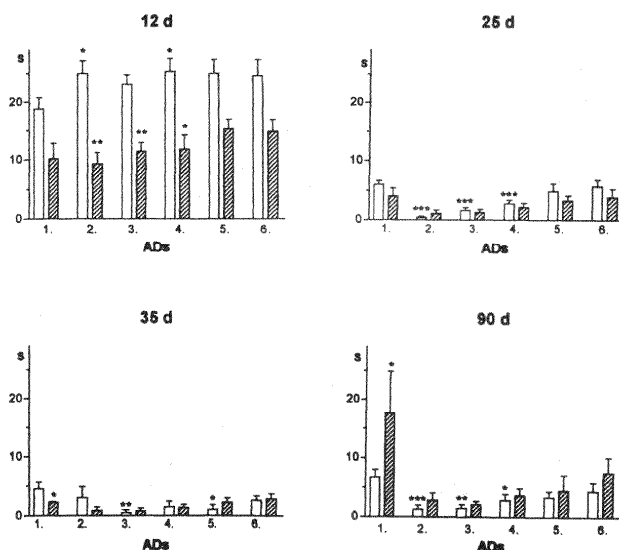 12 d
25 d
s
* * ** ** *
20
10
0
1. 2. 3. 4. 5. 6.
ADs
s
20
10
0
*** *** ***
1. 2. 3. 4. 5. 6.
ADs
35 d
90 d
s
20
10
0
* ** *
1. 2. 3. 4. 5. 6.
ADs
s
20
10
0
* *** ** *
1. 2. 3. 4. 5. 6.
ADs